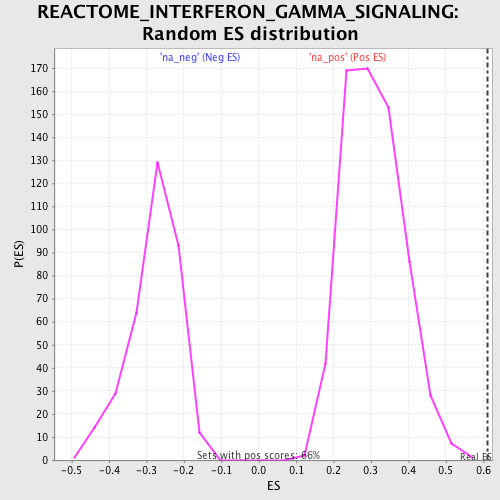 REACTOME_INTERFERON_GAMMA_SIGNALING:
Random ES distribution
'na_neg' (Neg ES)
'na_pos' (Pos ES)
170
160
150
140
130
120
110
100
90
80
70
60
50
40
30
20
10
0
P(ES)
Sets with pos scores: 66%
Real ES
-0.5 -0.4 -0.3 -0.2 -0.1 0.0 0.1 0.2 0.3 0.4 0.5 0.6
ES